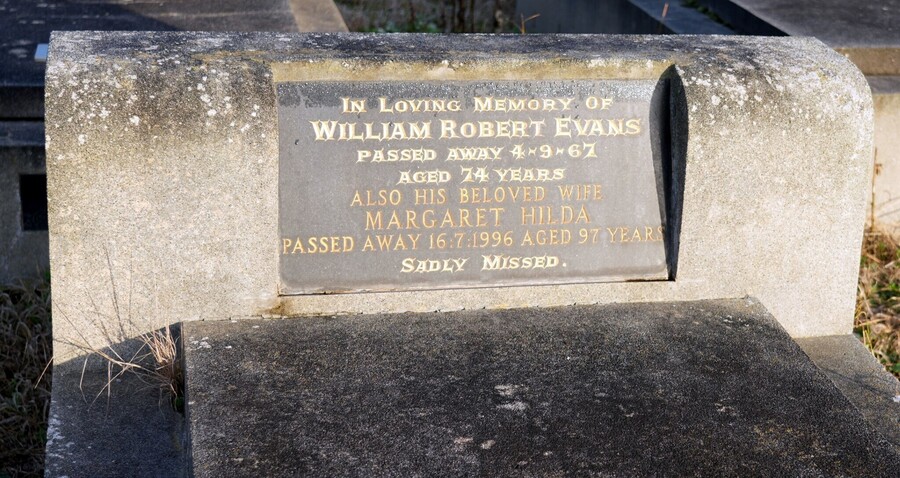 In Loving Memory Of
William Robert Evans
passed away 4-9-67
aged 74 years
ALSO HIS BELOVED WIFE
MARGARET HILDA
PASSED AWAY 16:7:1996 AGED 97 YEARS
Sadly Missed.